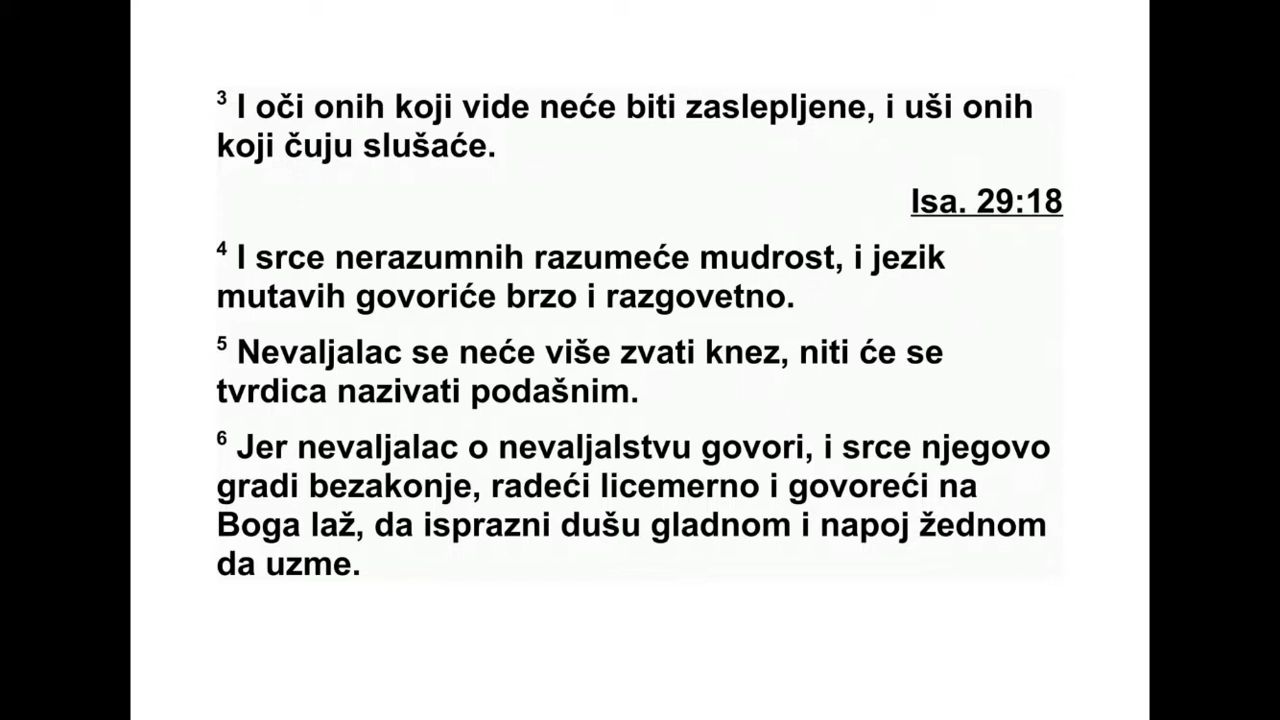 3 I oči onih koji vide neće biti zaslepljene, i uši onih
koji čuju slušaće.
Isa. 29:18
4 I srce nerazumnih razumeće mudrost, i jezik
mutavih govoriće brzo i razgovetno.
5 Nevaljalac se neće više zvati knez, niti će se
tvrdica nazivati podašnim.
6 Jer nevaljalac o nevaljalstvu govori, i srce njegovo
gradi bezakonje, radeći licemerno i govoreći na
Boga laž, da isprazni dušu gladnom i napoj žednom
da uzme.